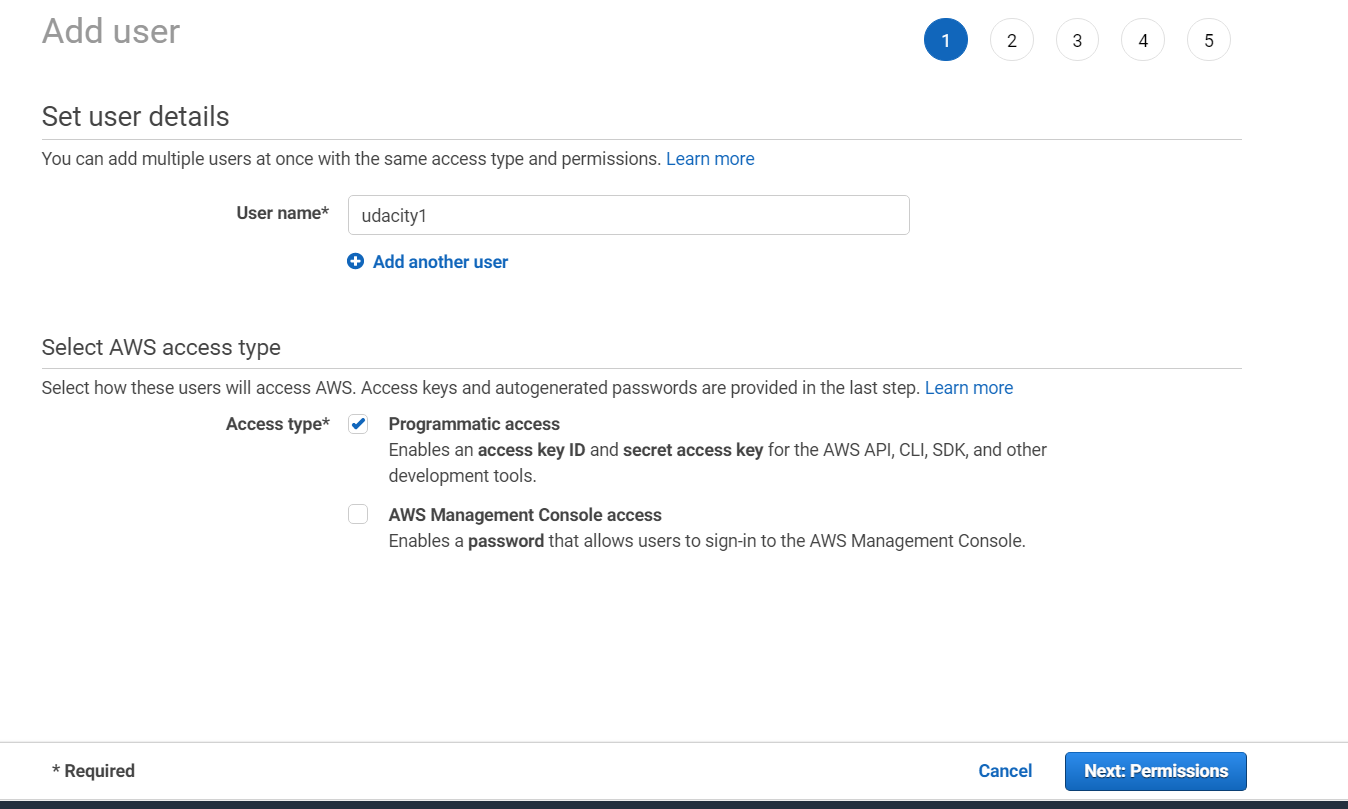 Add user
1 2 3 4 5
Set user details
You can add multiple users at once with the same access type and permissions. Learn more
User name* udacity1
Add another user
Select AWS access type
Select how these users will access AWS. Access keys and autogenerated passwords are provided in the last step. Learn more
Access type* Programmatic access
Enables an access key ID and secret access key for the AWS API, CLI, SDK, and other
development tools.
AWS Management Console access
Enables a password that allows users to sign-in to the AWS Management Console.
* Required Cancel Next: Permissions